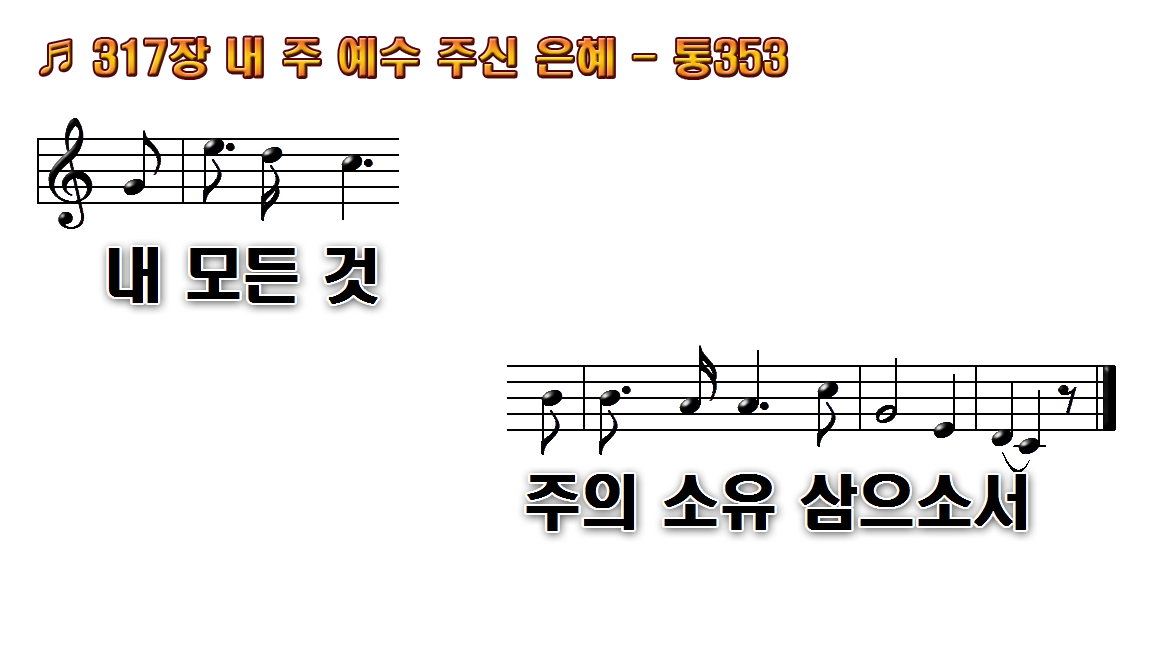 ♬ 317장 내 주 예수 주신 은혜 - 통353
내 모든 것
주의 소유 삼으소서